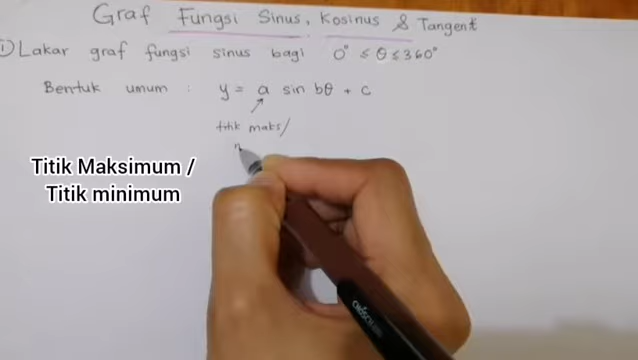 Graf Fungsi Sinus, Kosinus & Tangent
① Lakar graf fungsi sinus bagi 0° ≤ θ ≤ 360°
Bentuk umum : y = a sin bθ + c
titik maks/
Titik Maksimum /
Titik minimum